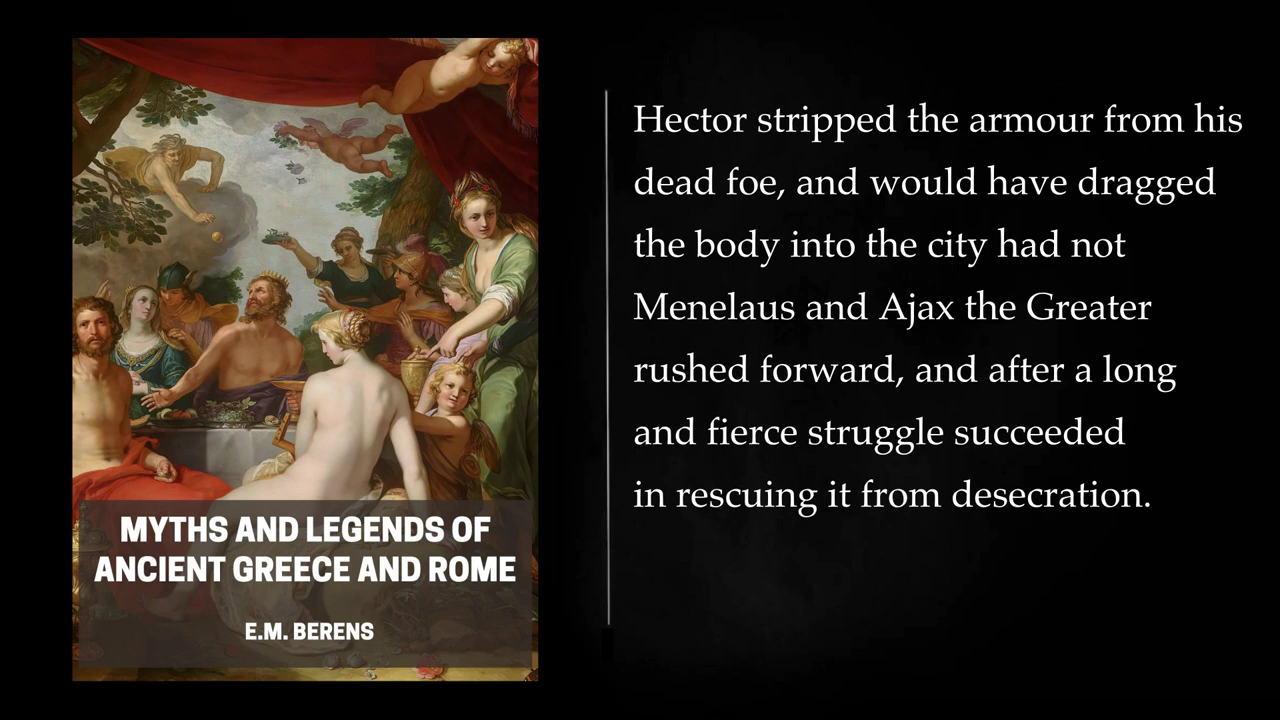 MYTHS AND LEGENDS OF
ANCIENT GREECE AND ROME
E.M. BERENS
Hector stripped the armour from his
dead foe, and would have dragged
the body into the city had not
Menelaus and Ajax the Greater
rushed forward, and after a long
and fierce struggle succeeded
in rescuing it from desecration.